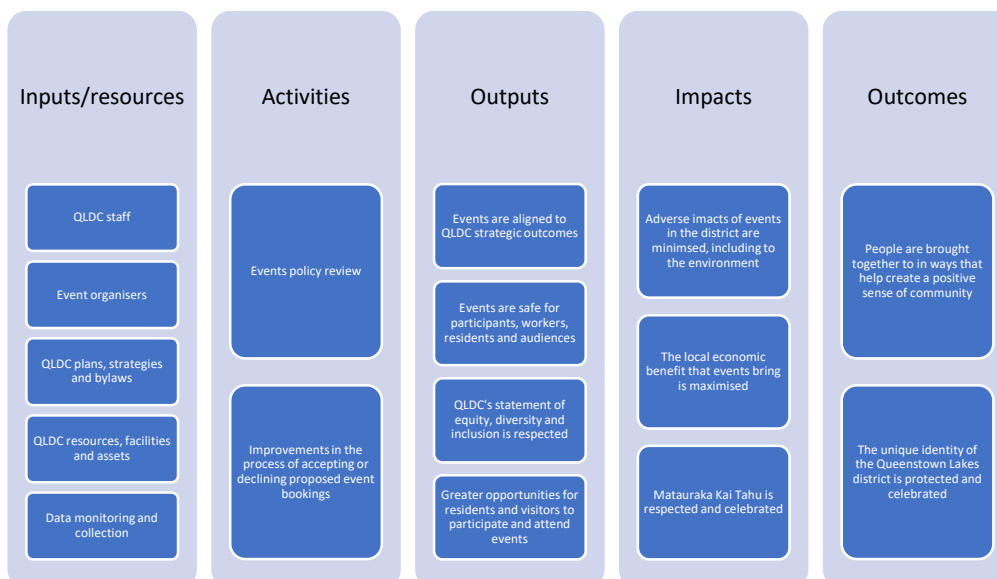 Inputs/resources
QLDC staff
Event organisers
QLDC plans, strategies
and bylaws
QLDC resources, facilities
and assets
Data monitoring and
collection
Activities
Events policy review
Improvements in the
process of accepting or
declining proposed event
bookings
Outputs
Events are aligned to
QLDC strategic outcomes
Events are safe for
participants, workers,
residents and audiences
QLDC's statement of
equity, diversity and
inclusion is respected
Greater opportunities for
residents and visitors to
participate and attend
events
Impacts
Adverse imacts of events
in the district are
minimsed, including to
the environment
The local economic
benefit that events bring
is maximised
Matauraka Kai Tahu is
respected and celebrated
Outcomes
People are brought
together to in ways that
help create a positive
sense of community
The unique identity of
the Queenstown Lakes
district is protected and
celebrated